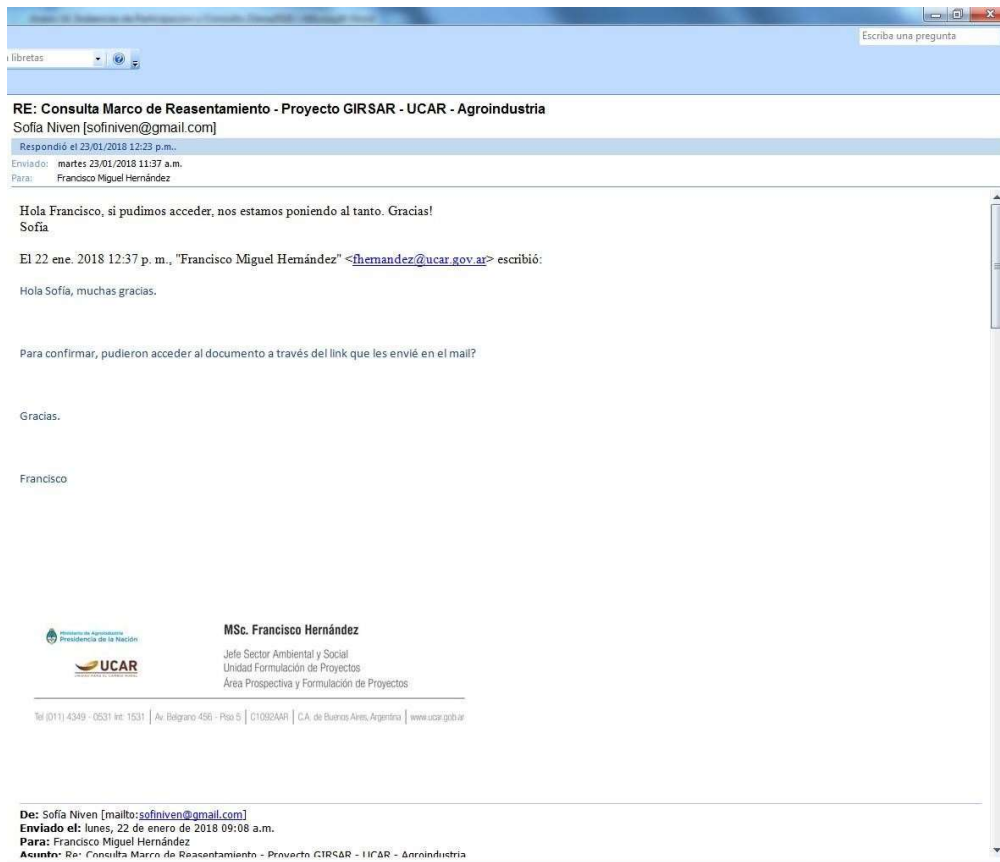 Escriba una pregunta
libretas
RE: Consulta Marco de Reasentamiento - Proyecto GIRSAR - UCAR - Agroindustria
Sofía Niven [sofiniven@gmail.com]
Respondió el 23/01/2018 12:23 p.m..
Enviado: martes 23/01/2018 11:37 a.m.
Para: Francisco Miguel Hernández
Hola Francisco, si pudimos acceder, nos estamos poniendo al tanto. Gracias!
Sofía
El 22 ene. 2018 12:37 p. m., "Francisco Miguel Hernández" <fhernandez@ucar.gov.ar> escribió:
Hola Sofía, muchas gracias.
Para confirmar, pudieron acceder al documento a través del link que les envié en el mail?
Gracias.
Francisco
Ministerio de Agroindustria
Presidencia de la Nación
UCAR
MSc. Francisco Hernández
Jefe Sector Ambiental y Social
Unidad Formulación de Proyectos
Área Prospectiva y Formulación de Proyectos
Tel (011) 4349 - 0531 Int: 1531 | Av. Belgrano 456 - Piso 5 | C1092AAR | C.A. de Buenos Aires, Argentina | www.ucar.gob.ar
De: Sofía Niven [mailto:sofiniven@gmail.com]
Enviado el: lunes, 22 de enero de 2018 09:08 a.m.
Para: Francisco Miguel Hernández
Asunto: Re: Consulta Marco de Reasentamiento - Proyecto GIRSAR - UCAR - Agroindustria